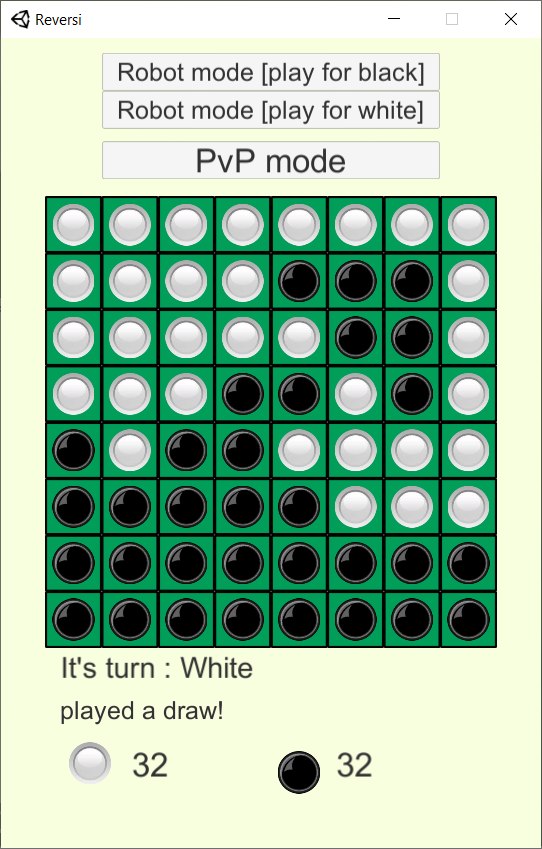 Reversi
Robot mode [play for black]
Robot mode [play for white]
PvP mode
It's turn : White
played a draw!
32 32